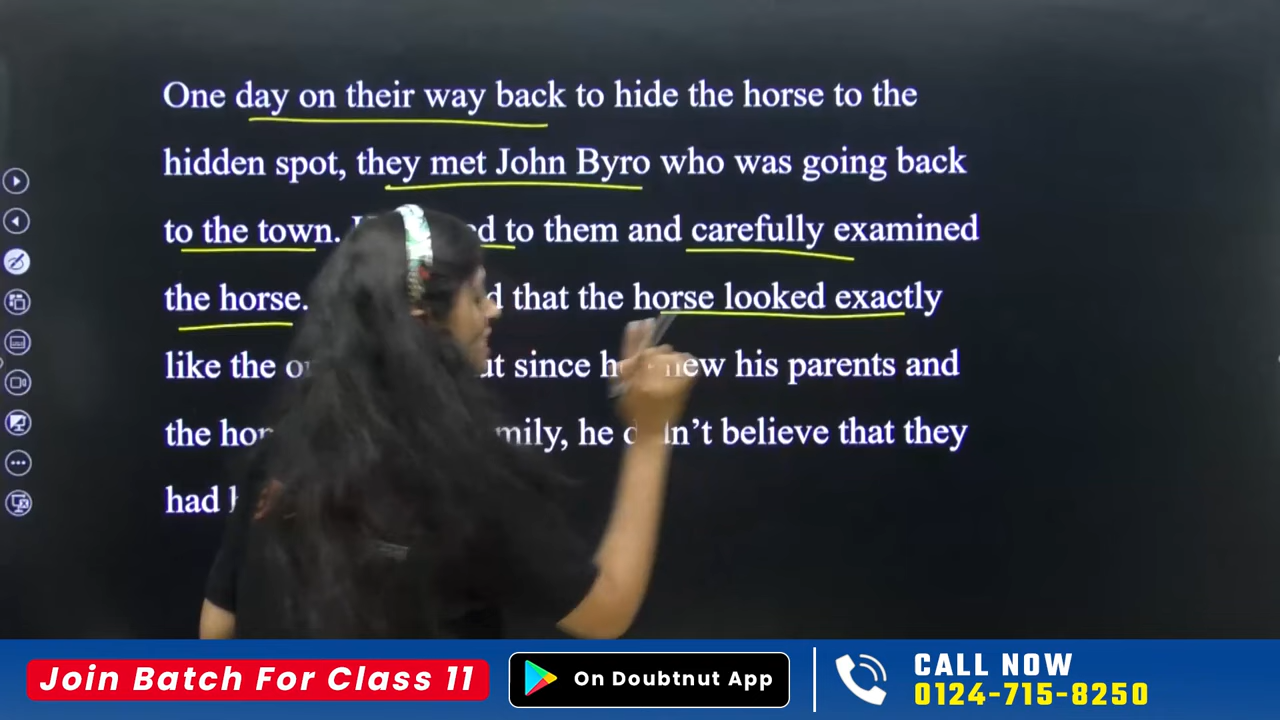 One day on their way back to hide the horse to the
hidden spot, they met John Byro who was going back
to the town. to them and carefully examined
the horse. that the horse looked exactly
like the since his parents and
the he didn't believe that they
had
Join Batch For Class 11
On Doubtnut App
CALL NOW
0124-715-8250